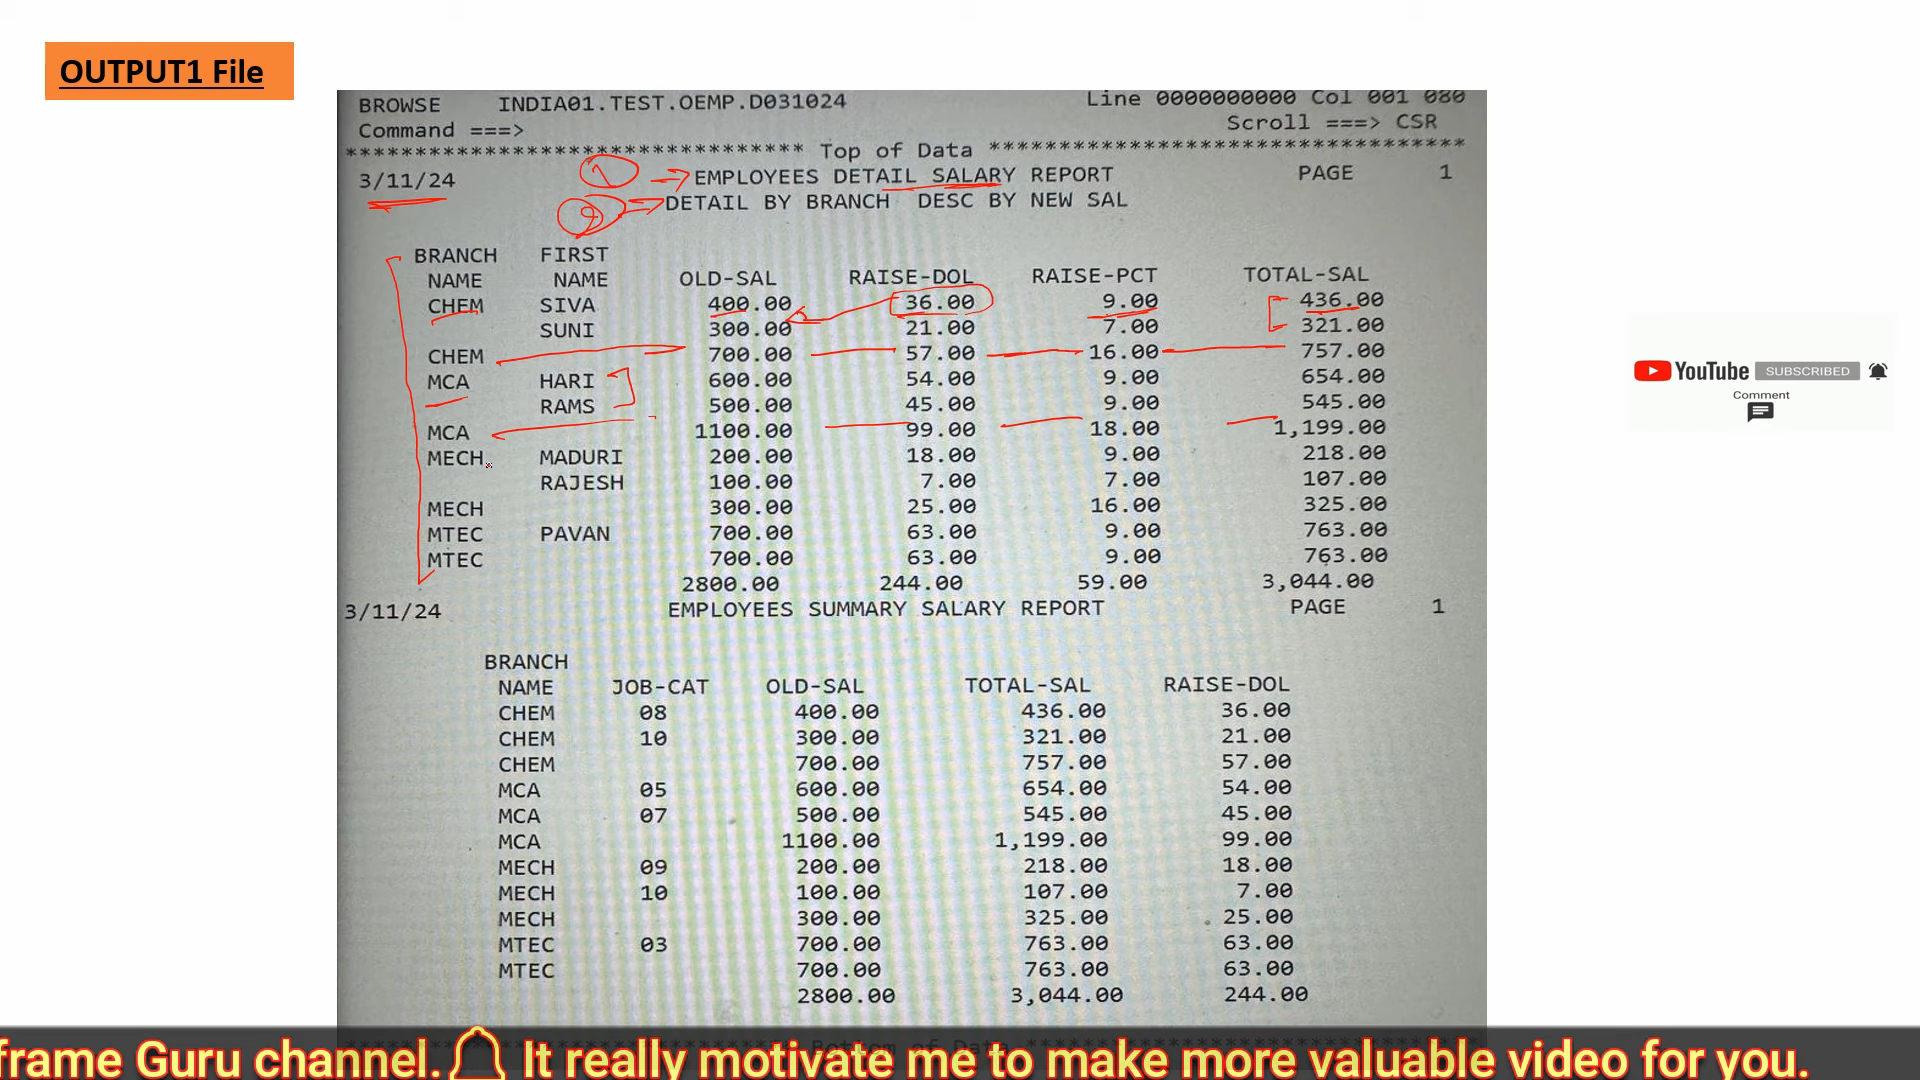 OUTPUT1 File
BROWSE INDIA01.TEST.OEMP.D031024 Line 0000000000 Col 001 080
Command ===> Scroll ===> CSR
********************************* Top of Data **********************************
3/11/24 1 EMPLOYEES DETAIL SALARY REPORT PAGE 1
2 DETAIL BY BRANCH DESC BY NEW SAL
BRANCH FIRST
NAME NAME OLD-SAL RAISE-DOL RAISE-PCT TOTAL-SAL
CHEM SIVA 400.00 36.00 9.00 436.00
SUNI 300.00 21.00 7.00 321.00
CHEM 700.00 57.00 16.00 757.00
MCA HARI 600.00 54.00 9.00 654.00
RAMS 500.00 45.00 9.00 545.00
MCA 1100.00 99.00 18.00 1,199.00
MECH MADURI 200.00 18.00 9.00 218.00
RAJESH 100.00 7.00 7.00 107.00
MECH 300.00 25.00 16.00 325.00
MTEC PAVAN 700.00 63.00 9.00 763.00
MTEC 700.00 63.00 9.00 763.00
2800.00 244.00 59.00 3,044.00
3/11/24 EMPLOYEES SUMMARY SALARY REPORT PAGE 1
BRANCH
NAME JOB-CAT OLD-SAL TOTAL-SAL RAISE-DOL
CHEM 08 400.00 436.00 36.00
CHEM 10 300.00 321.00 21.00
CHEM 700.00 757.00 57.00
MCA 05 600.00 654.00 54.00
MCA 07 500.00 545.00 45.00
MCA 1100.00 1,199.00 99.00
MECH 09 200.00 218.00 18.00
MECH 10 100.00 107.00 7.00
MECH 300.00 325.00 25.00
MTEC 03 700.00 763.00 63.00
MTEC 700.00 763.00 63.00
2800.00 3,044.00 244.00
YouTube SUBSCRIBED
Comment
frame Guru channel. It really motivate me to make more valuable video for you.